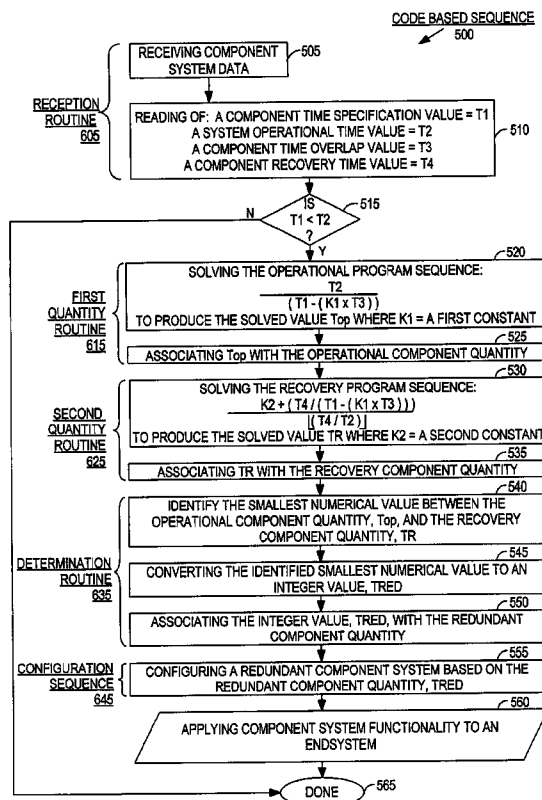 CODE BASED SEQUENCE
500
RECEIVING COMPONENT
SYSTEM DATA
505
RECEPTION
ROUTINE
605
READING OF: A COMPONENT TIME SPECIFICATION VALUE = T1
A SYSTEM OPERATIONAL TIME VALUE = T2
A COMPONENT TIME OVERLAP VALUE = T3
A COMPONENT RECOVERY TIME VALUE = T4
510
N
IS
T1 < T2
?
515
Y
520
FIRST
QUANTITY
ROUTINE
615
SOLVING THE OPERATIONAL PROGRAM SEQUENCE:
T2
(T1 - (K1 x T3))
TO PRODUCE THE SOLVED VALUE Top WHERE K1 = A FIRST CONSTANT
525
ASSOCIATING Top WITH THE OPERATIONAL COMPONENT QUANTITY
530
SECOND
QUANTITY
ROUTINE
625
SOLVING THE RECOVERY PROGRAM SEQUENCE:
K2 + (T4 / (T1 - (K1 x T3)))
|(T4 / T2)|
TO PRODUCE THE SOLVED VALUE TR WHERE K2 = A SECOND CONSTANT
535
ASSOCIATING TR WITH THE RECOVERY COMPONENT QUANTITY
540
DETERMINATION
ROUTINE
635
IDENTIFY THE SMALLEST NUMERICAL VALUE BETWEEN THE
OPERATIONAL COMPONENT QUANTITY, Top, AND THE RECOVERY
COMPONENT QUANTITY, TR
545
CONVERTING THE IDENTIFIED SMALLEST NUMERICAL VALUE TO AN
INTEGER VALUE, TRED
550
ASSOCIATING THE INTEGER VALUE, TRED, WITH THE REDUNDANT
COMPONENT QUANTITY
555
CONFIGURATION
SEQUENCE
645
CONFIGURING A REDUNDANT COMPONENT SYSTEM BASED ON THE
REDUNDANT COMPONENT QUANTITY, TRED
560
APPLYING COMPONENT SYSTEM FUNCTIONALITY TO AN
ENDSYSTEM
DONE
565